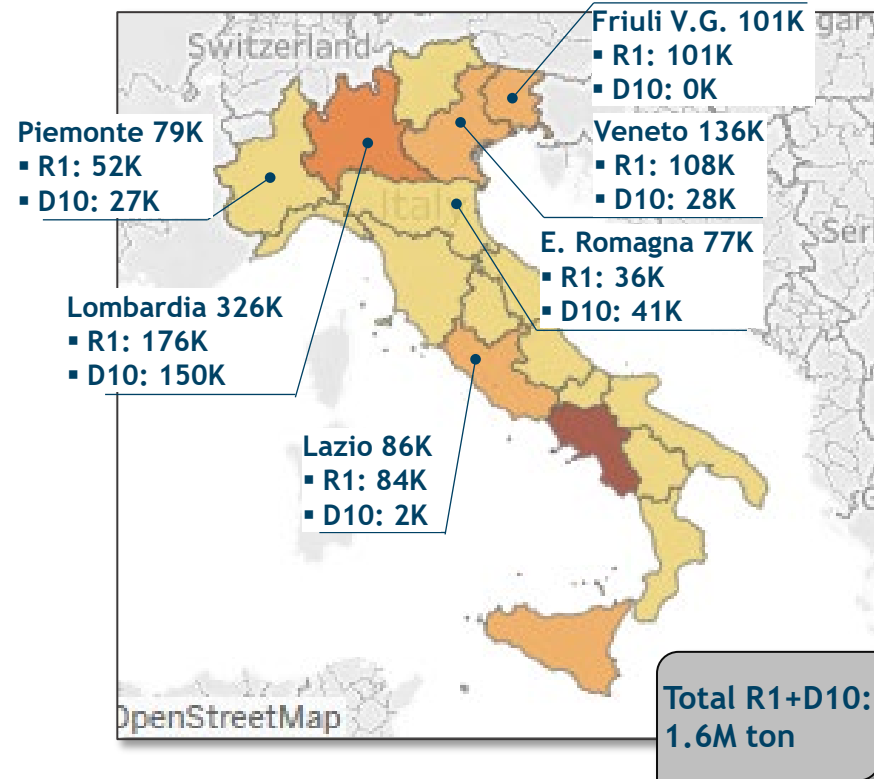 Switzerland
Friuli V.G. 101K
▪ R1: 101K
▪ D10: 0K
Piemonte 79K
▪ R1: 52K
▪ D10: 27K
Veneto 136K
▪ R1: 108K
▪ D10: 28K
Italy
E. Romagna 77K
▪ R1: 36K
▪ D10: 41K
Lombardia 326K
▪ R1: 176K
▪ D10: 150K
Lazio 86K
▪ R1: 84K
▪ D10: 2K
Total R1+D10:
1.6M ton
OpenStreetMap